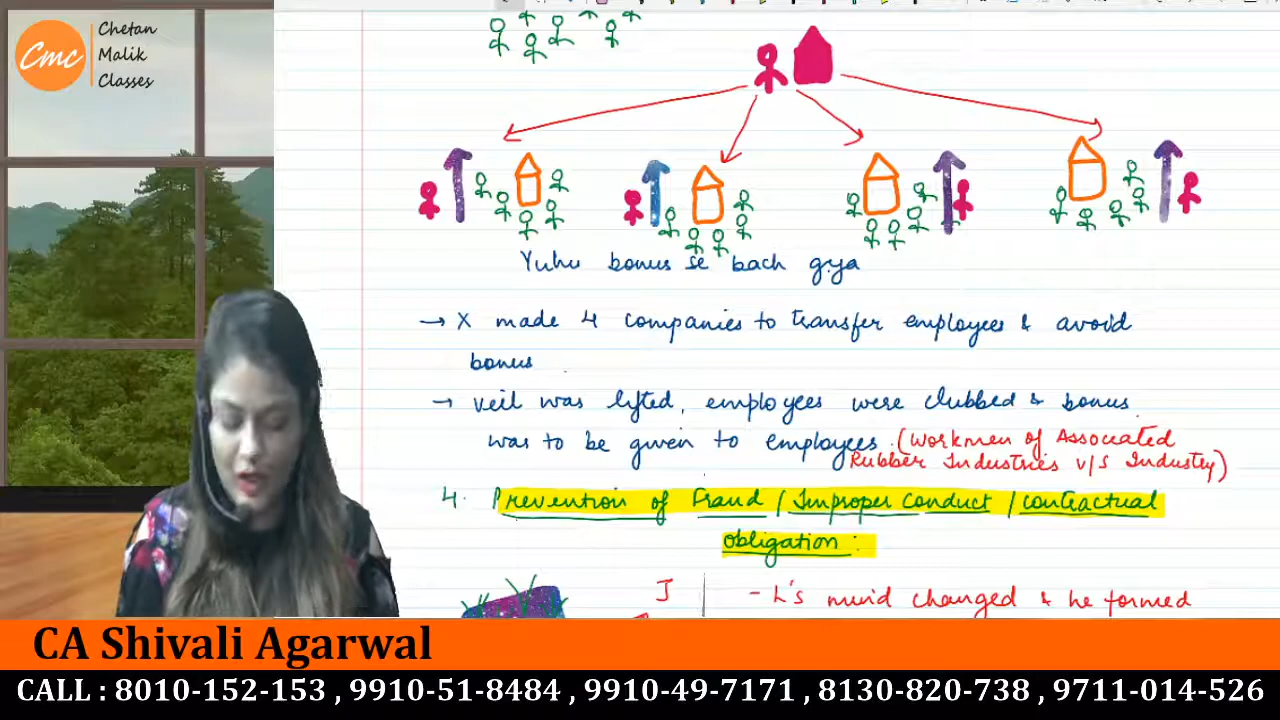 Cmc
Chetan
Malik
Classes
Yuhu bonus se bach gya
→ X made 4 companies to transfer employees & avoid
bonus
→ Veil was lifted, employees were clubbed & bonus
was to be given to employees. (Workmen of Associated
Rubber Industries v/s Industry)
4. Prevention of Fraud / Improper Conduct / contractual
obligation :
J
- L's mind changed & he formed
CA Shivali Agarwal
CALL : 8010-152-153 , 9910-51-8484 , 9910-49-7171 , 8130-820-738 , 9711-014-526